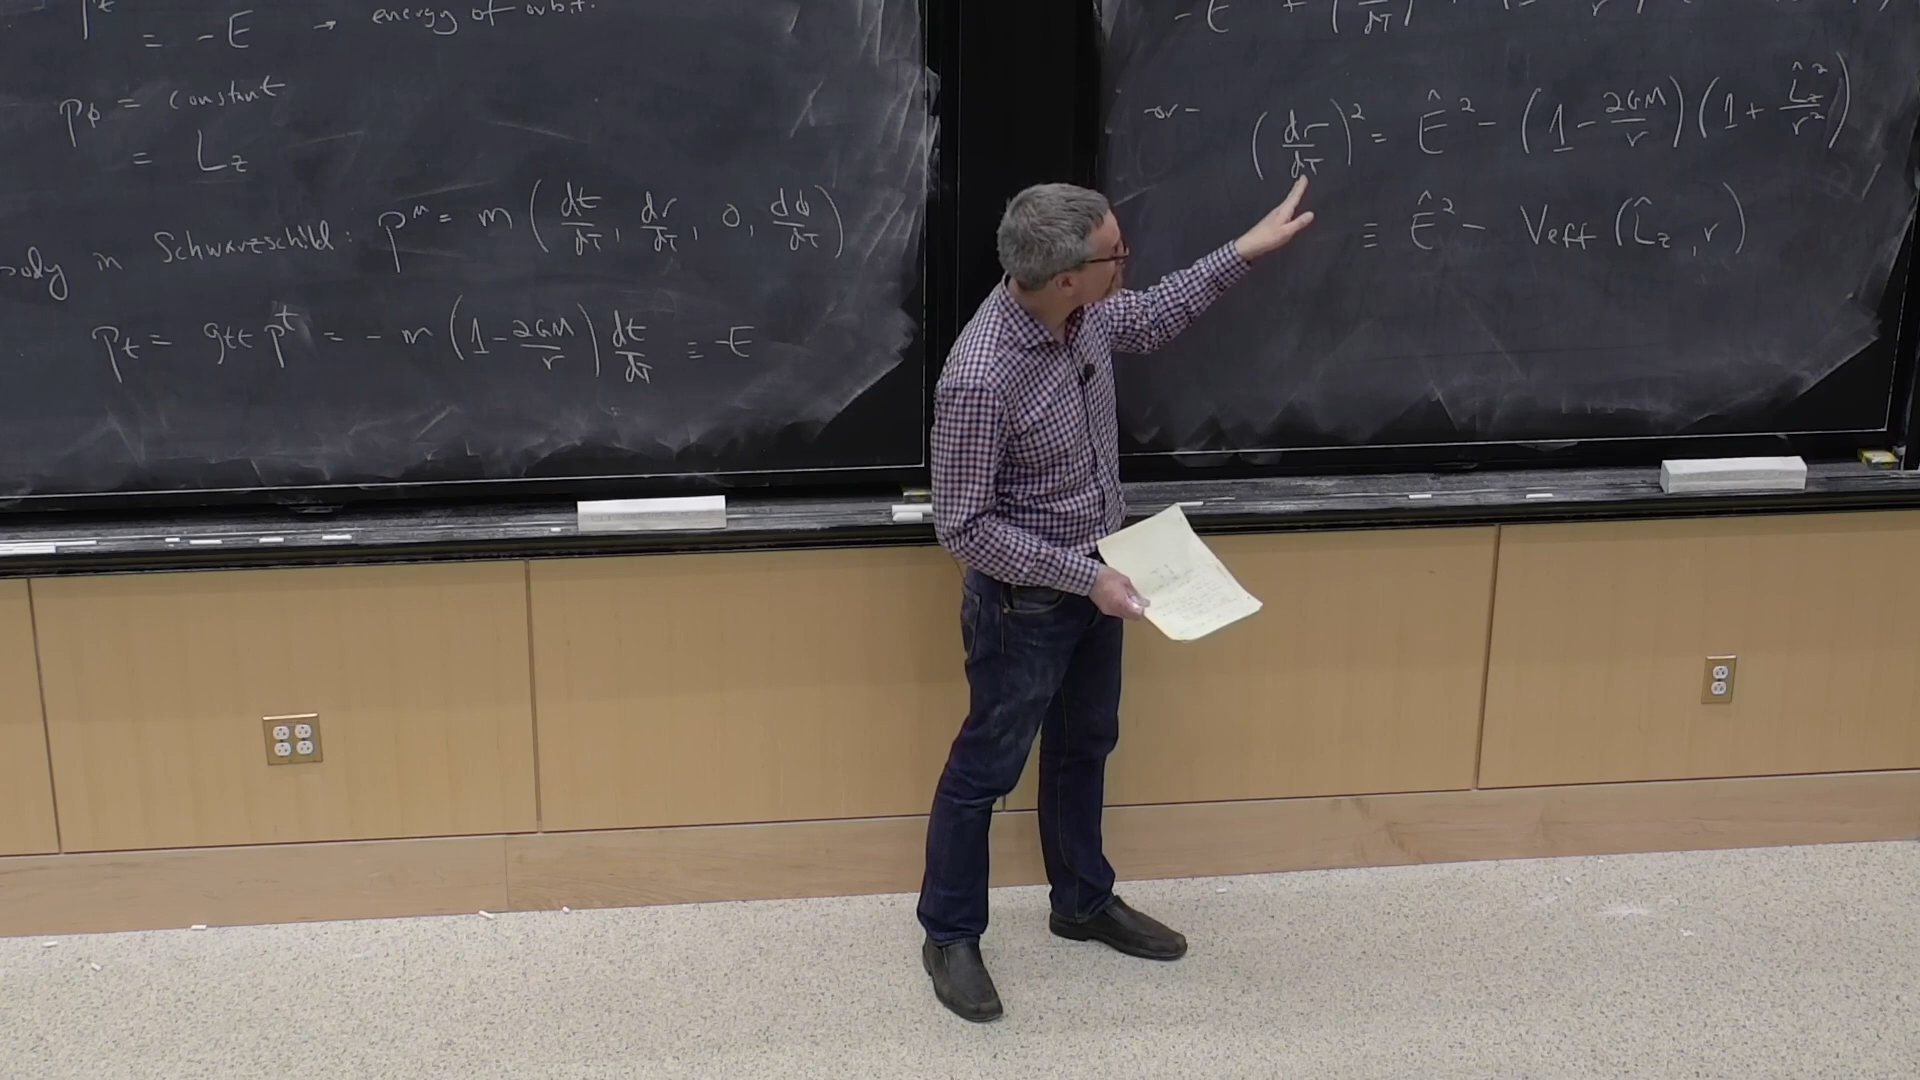 = -E → energy of orbit.
pφ = constant
= Lz
body in Schwarzschild: p^μ = m (dt/dτ, dr/dτ, 0, dφ/dτ)
pt = gtt p^t = -m (1 - 2GM/r) dt/dτ ≡ -E
or - (dr/dτ)² = Ê² - (1 - 2GM/r)(1 + L̂z²/r²)
≡ Ê² - Veff (L̂z, r)